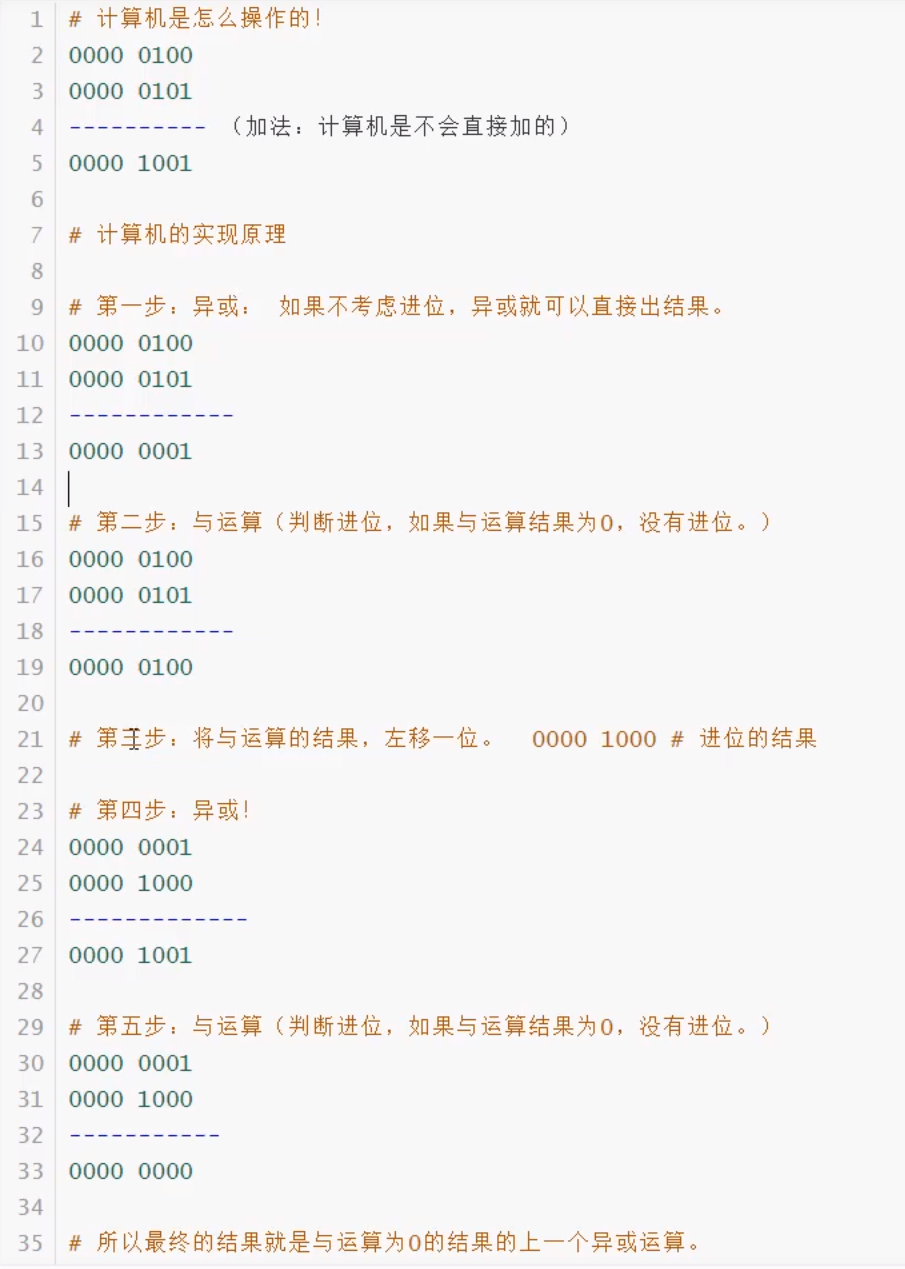 1 # 计算机是怎么操作的!
2 0000 0100
3 0000 0101
4 ---------- （加法：计算机是不会直接加的）
5 0000 1001
6
7 # 计算机的实现原理
8
9 # 第一步：异或： 如果不考虑进位，异或就可以直接出结果。
10 0000 0100
11 0000 0101
12 ------------
13 0000 0001
14
15 # 第二步：与运算（判断进位，如果与运算结果为0，没有进位。）
16 0000 0100
17 0000 0101
18 ------------
19 0000 0100
20
21 # 第三步：将与运算的结果，左移一位。 0000 1000 # 进位的结果
22
23 # 第四步：异或!
24 0000 0001
25 0000 1000
26 -------------
27 0000 1001
28
29 # 第五步：与运算（判断进位，如果与运算结果为0，没有进位。）
30 0000 0001
31 0000 1000
32 -----------
33 0000 0000
34
35 # 所以最终的结果就是与运算为0的结果的上一个异或运算。